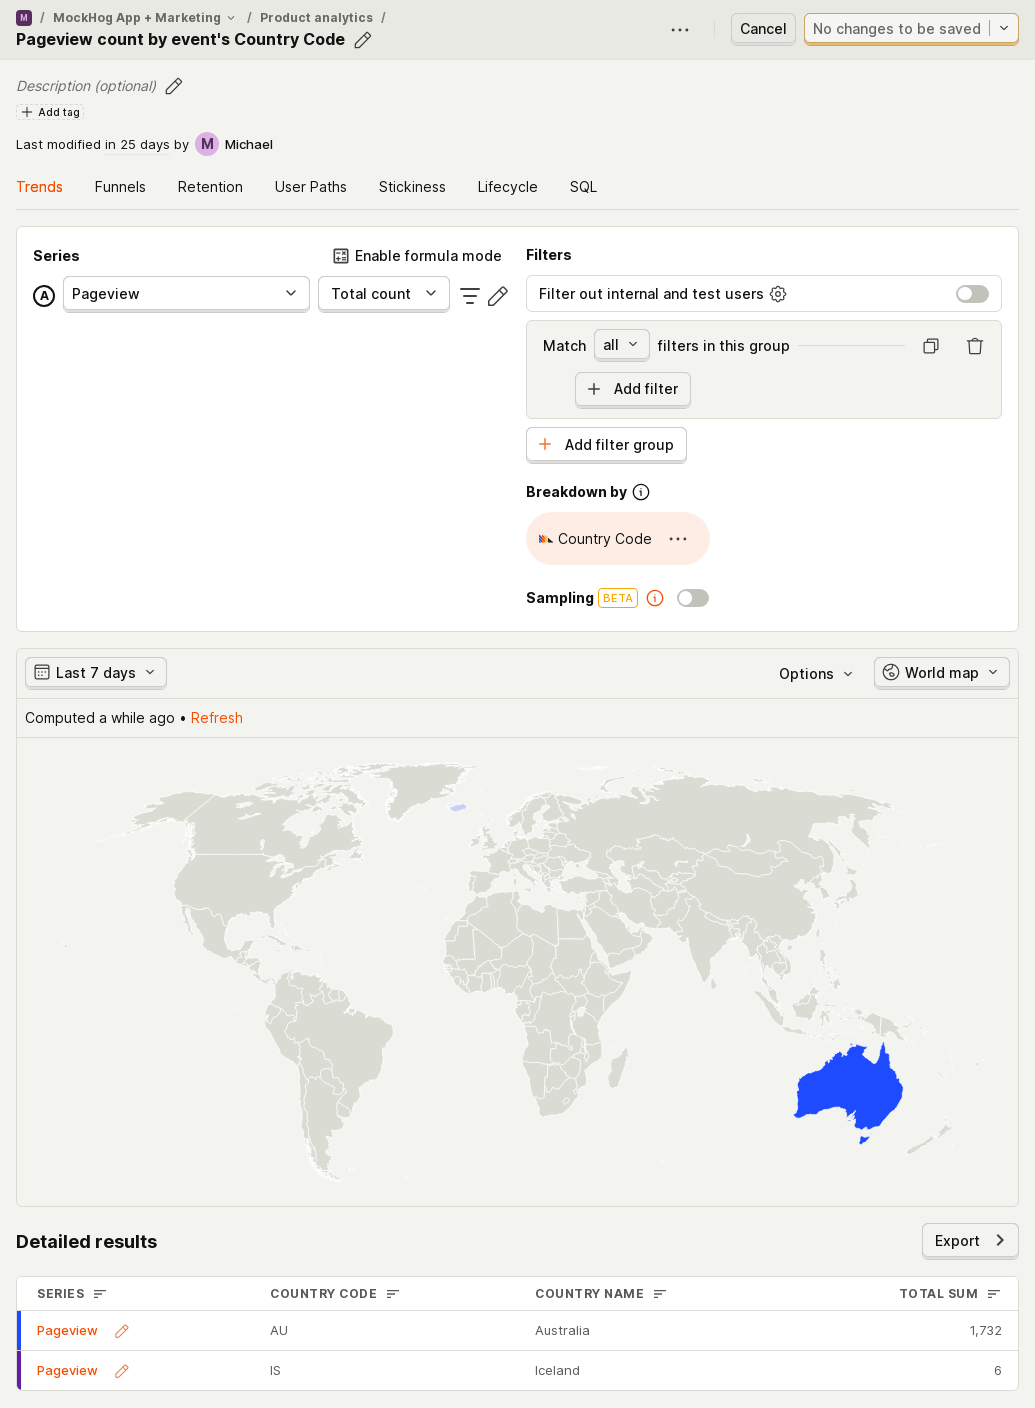 M / MockHog App + Marketing / Product analytics /
Pageview count by event's Country Code
Cancel
No changes to be saved
Description (optional)
Add tag
Last modified in 25 days by M Michael
Trends Funnels Retention User Paths Stickiness Lifecycle SQL
Series
Enable formula mode
A Pageview Total count
Filters
Filter out internal and test users
Match all filters in this group
Add filter
Add filter group
Breakdown by
Country Code
Sampling BETA
Last 7 days
Options
World map
Computed a while ago • Refresh
Detailed results
Export
SERIES COUNTRY CODE COUNTRY NAME TOTAL SUM
Pageview AU Australia 1,732
Pageview IS Iceland 6